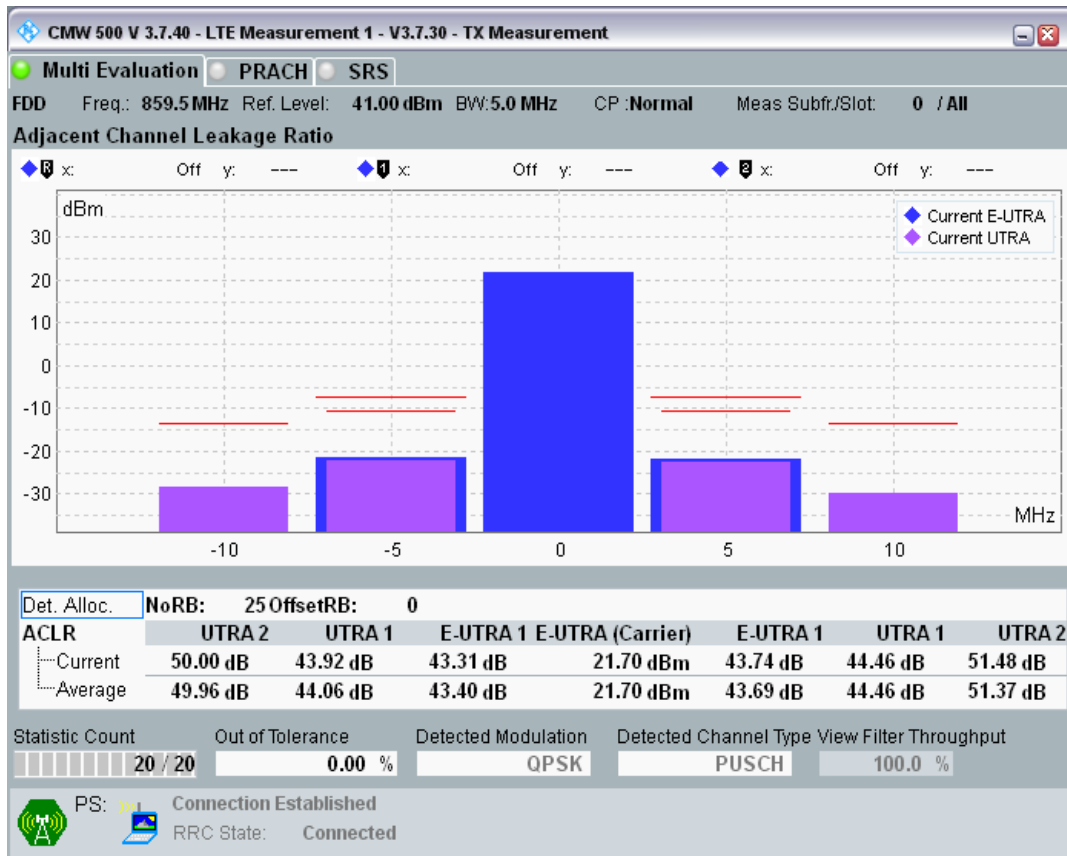 CMW 500 V 3.7.40 - LTE Measurement 1 - V3.7.30 - TX Measurement
Multi Evaluation PRACH SRS
FDD Freq.: 859.5 MHz Ref. Level: 41.00 dBm BW:5.0 MHz CP :Normal Meas Subfr./Slot: 0 / All
Adjacent Channel Leakage Ratio
R x: Off y: --- 1 x: Off y: --- 2 x: Off y: ---
dBm
Current E-UTRA
Current UTRA
30
20
10
0
-10
-20
-30
MHz
-10 -5 0 5 10
Det. Alloc. NoRB: 25 OffsetRB: 0
ACLR UTRA 2 UTRA 1 E-UTRA 1 E-UTRA (Carrier) E-UTRA 1 UTRA 1 UTRA 2
Current 50.00 dB 43.92 dB 43.31 dB 21.70 dBm 43.74 dB 44.46 dB 51.48 dB
Average 49.96 dB 44.06 dB 43.40 dB 21.70 dBm 43.69 dB 44.46 dB 51.37 dB
Statistic Count Out of Tolerance Detected Modulation Detected Channel Type View Filter Throughput
20 / 20 0.00 % QPSK PUSCH 100.0 %
PS: Connection Established
RRC State: Connected